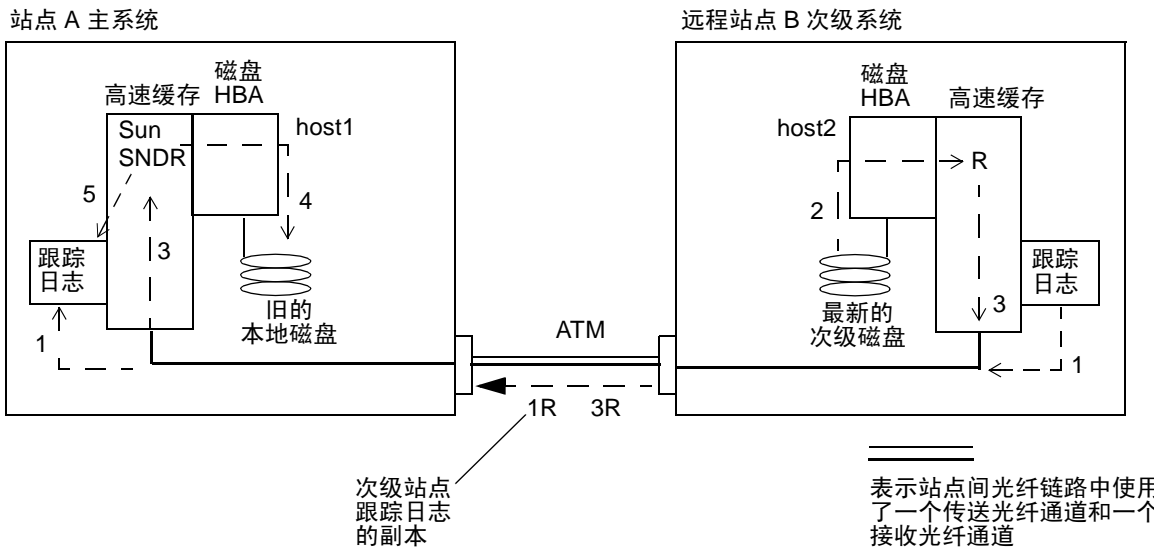 站点 A 主系统
远程站点 B 次级系统
磁盘
HBA
高速缓存
Sun
SNDR
host1
5
4
3
跟踪
日志
1
旧的
本地磁盘
磁盘
HBA
高速缓存
host2
R
2
跟踪
日志
3
最新的
次级磁盘
1
ATM
1R 3R
次级站点
跟踪日志
的副本
表示站点间光纤链路中使用
了一个传送光纤通道和一个
接收光纤通道